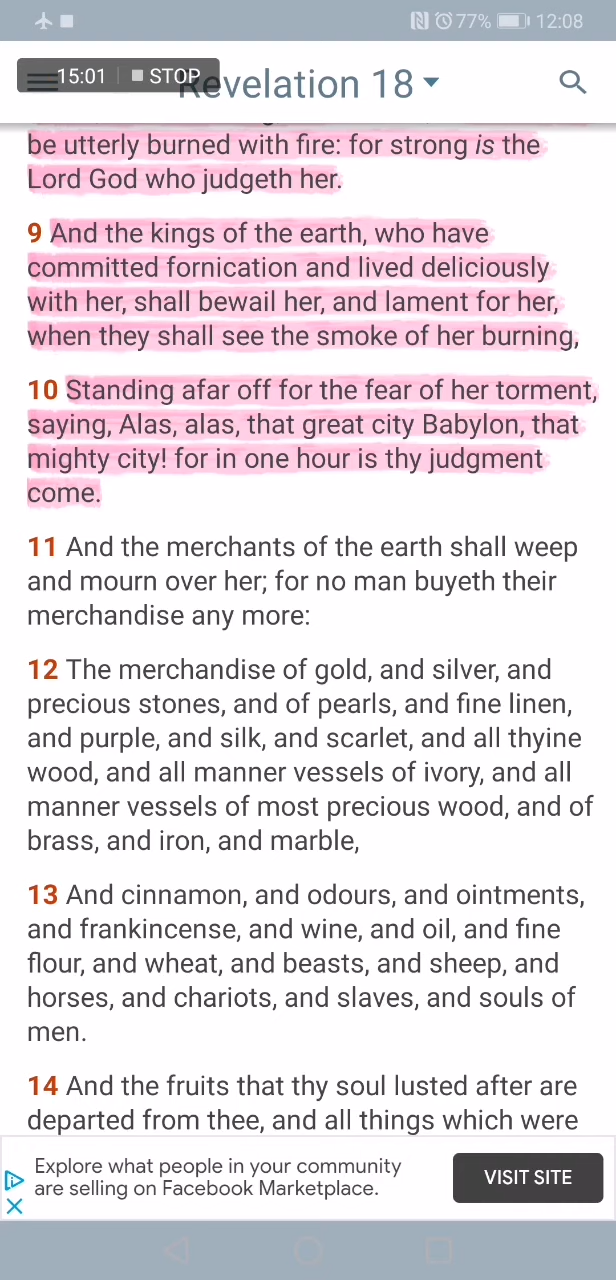 77% 12:08
15:01 STOP
Revelation 18
be utterly burned with fire: for strong is the
Lord God who judgeth her.
9 And the kings of the earth, who have
committed fornication and lived deliciously
with her, shall bewail her, and lament for her,
when they shall see the smoke of her burning,
10 Standing afar off for the fear of her torment,
saying, Alas, alas, that great city Babylon, that
mighty city! for in one hour is thy judgment
come.
11 And the merchants of the earth shall weep
and mourn over her; for no man buyeth their
merchandise any more:
12 The merchandise of gold, and silver, and
precious stones, and of pearls, and fine linen,
and purple, and silk, and scarlet, and all thyine
wood, and all manner vessels of ivory, and all
manner vessels of most precious wood, and of
brass, and iron, and marble,
13 And cinnamon, and odours, and ointments,
and frankincense, and wine, and oil, and fine
flour, and wheat, and beasts, and sheep, and
horses, and chariots, and slaves, and souls of
men.
14 And the fruits that thy soul lusted after are
departed from thee, and all things which were
Explore what people in your community
are selling on Facebook Marketplace.
VISIT SITE